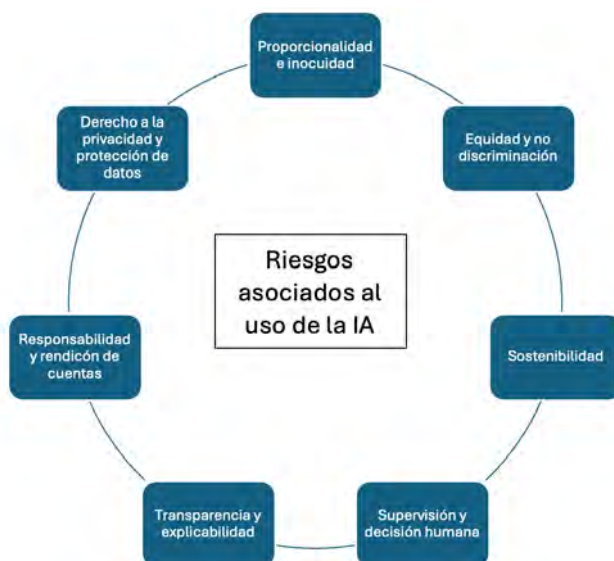 Proporcionalidad
e inocuidad
Derecho a la
privacidad y
protección de
datos
Equidad y no
discriminación
Riesgos
asociados al
uso de la IA
Responsabilidad
y rendicón de
cuentas
Sostenibilidad
Transparencia y
explicabilidad
Supervisión y
decisión humana